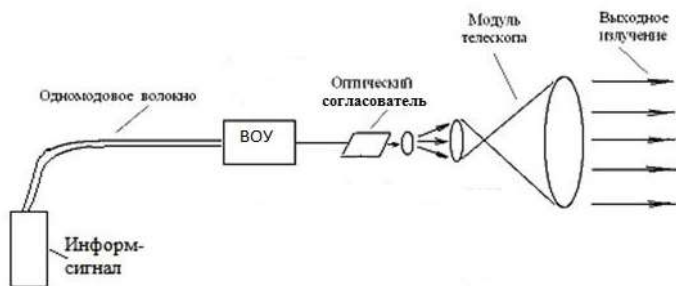 Модуль
телескопа
Выходное
излучение
Оптический
согласователь
Одномодовое волокно
ВОУ
Информ-
сигнал